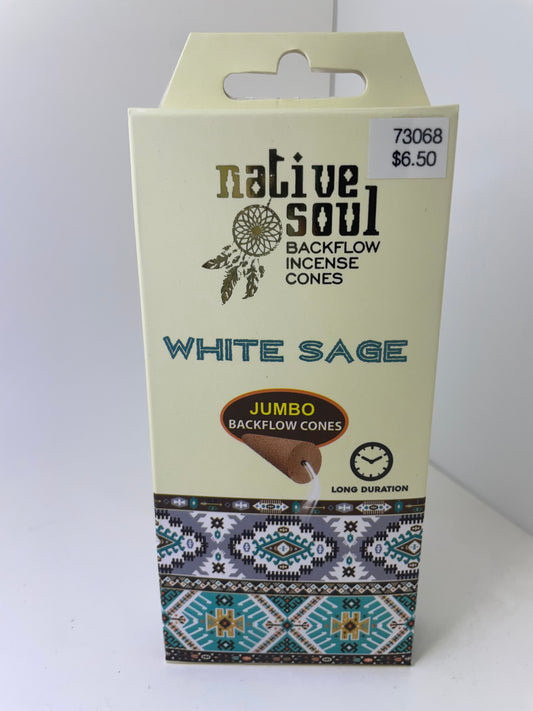 73068
$6.50
native
soul
BACKFLOW
INCENSE
CONES
WHITE SAGE
JUMBO
BACKFLOW CONES
LONG DURATION